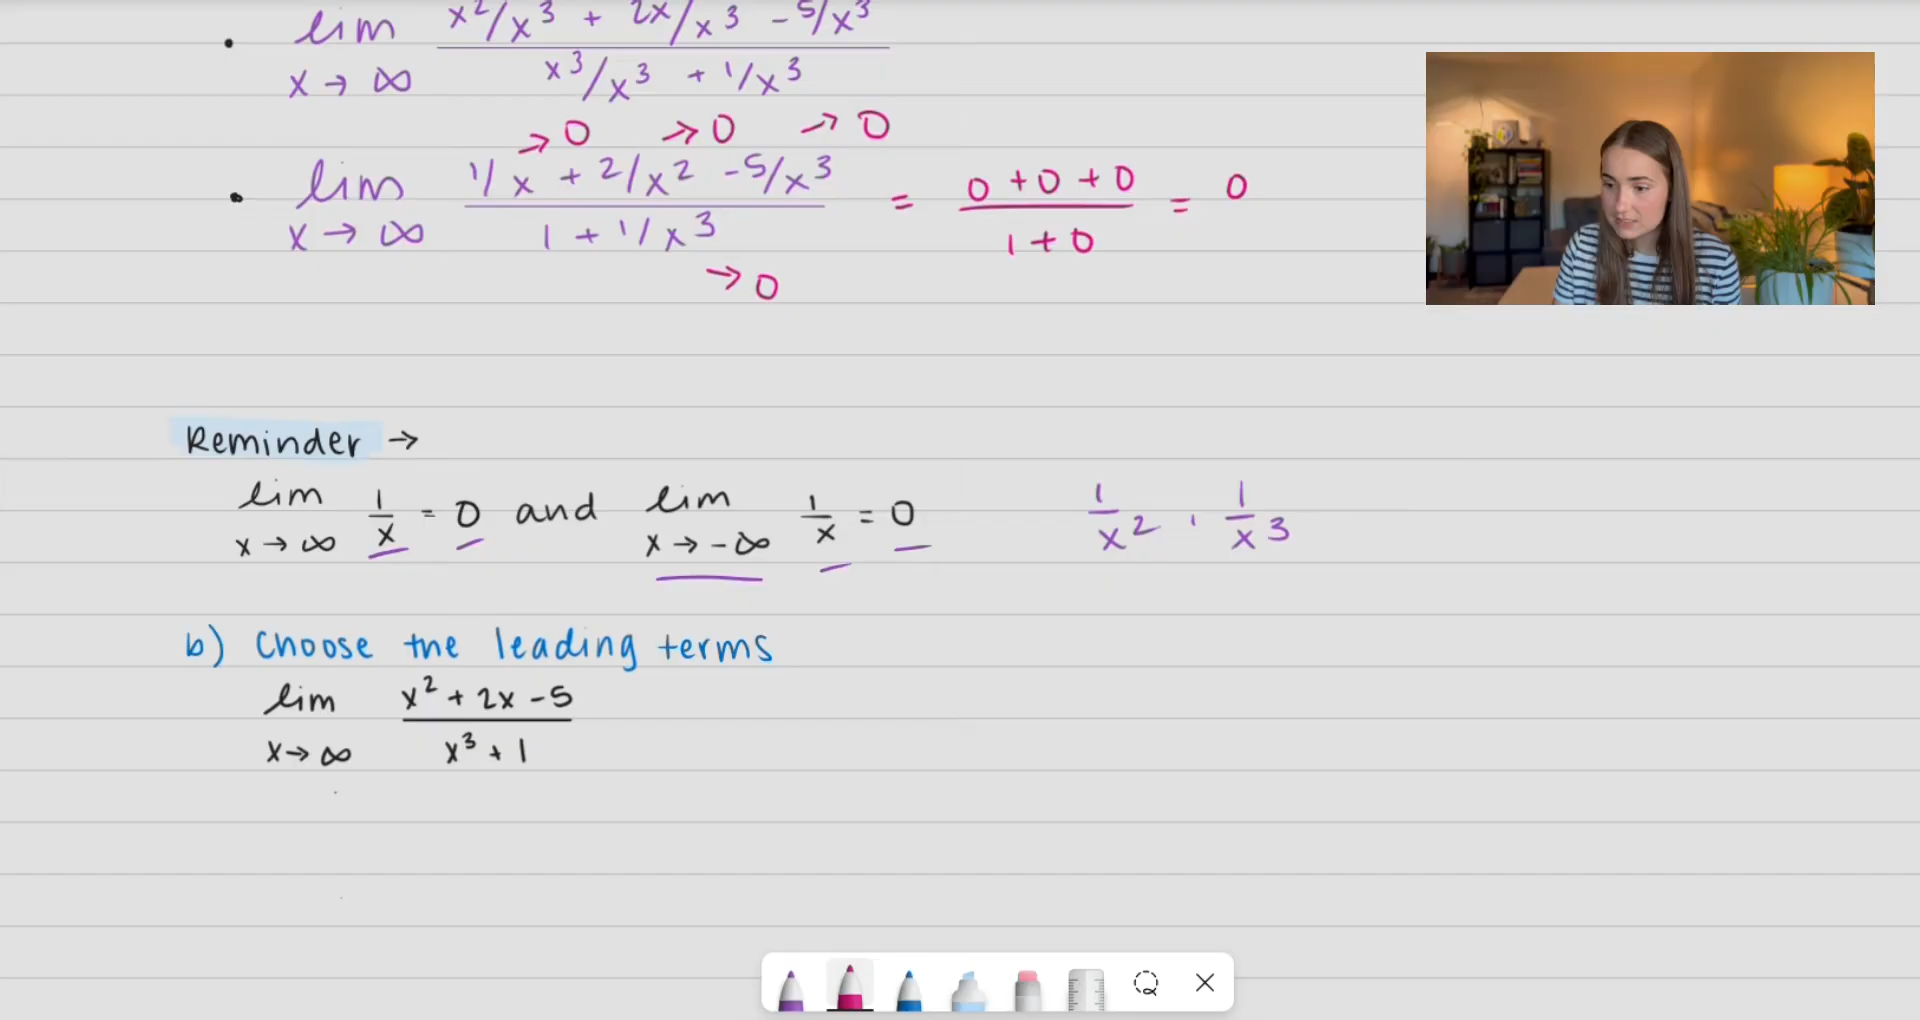 • lim x²/x³ + 2x/x³ - 5/x³
x → ∞ x³/x³ + 1/x³
→ 0 → 0 → 0
• lim 1/x + 2/x² - 5/x³ = 0 + 0 + 0 = 0
x → ∞ 1 + 1/x³ 1 + 0
→ 0
Reminder →
lim 1/x = 0 and lim 1/x = 0 1/x² , 1/x³
x → ∞ x → -∞
b) Choose the leading terms
lim x² + 2x - 5
x → ∞ x³ + 1